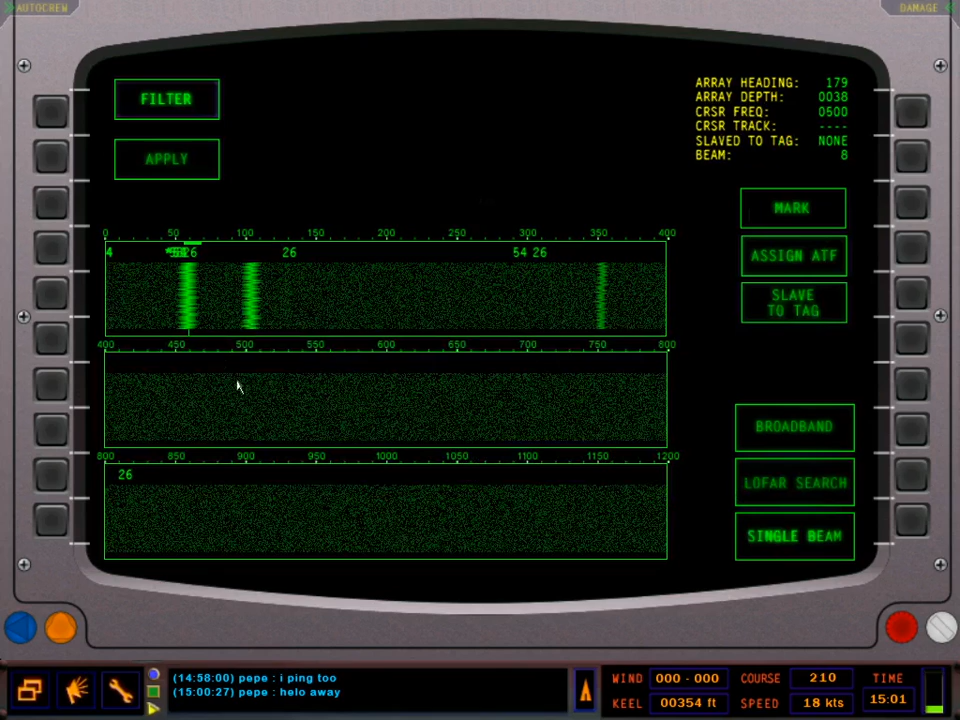 AUTOCREW
DAMAGE
FILTER
APPLY
ARRAY HEADING: 179
ARRAY DEPTH: 0038
CRSR FREQ: 0500
CRSR TRACK: ----
SLAVED TO TAG: NONE
BEAM: 8
MARK
ASSIGN ATF
SLAVE
TO TAG
0 50 100 150 200 250 300 350 400
4 26 54 26
400 450 500 550 600 650 700 750 800
800 850 900 950 1000 1050 1100 1150 1200
26
BROADBAND
LOFAR SEARCH
SINGLE BEAM
(14:58:00) pepe : i ping too
(15:00:27) pepe : helo away
WIND 000 - 000 COURSE 210 TIME
KEEL 00354 ft SPEED 18 kts 15:01